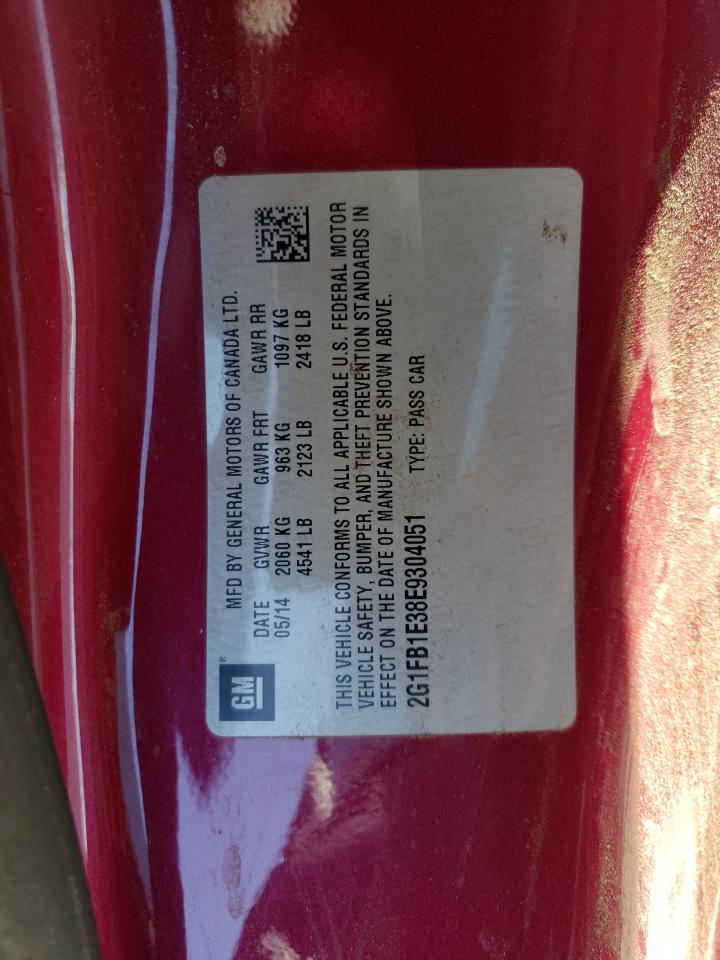 GM®
MFD BY GENERAL MOTORS OF CANADA LTD.
DATE GVWR GAWR FRT GAWR RR
05/14 2060 KG 963 KG 1097 KG
4541 LB 2123 LB 2418 LB
THIS VEHICLE CONFORMS TO ALL APPLICABLE U.S. FEDERAL MOTOR
VEHICLE SAFETY, BUMPER, AND THEFT PREVENTION STANDARDS IN
EFFECT ON THE DATE OF MANUFACTURE SHOWN ABOVE.
2G1FB1E38E9304051 TYPE: PASS CAR